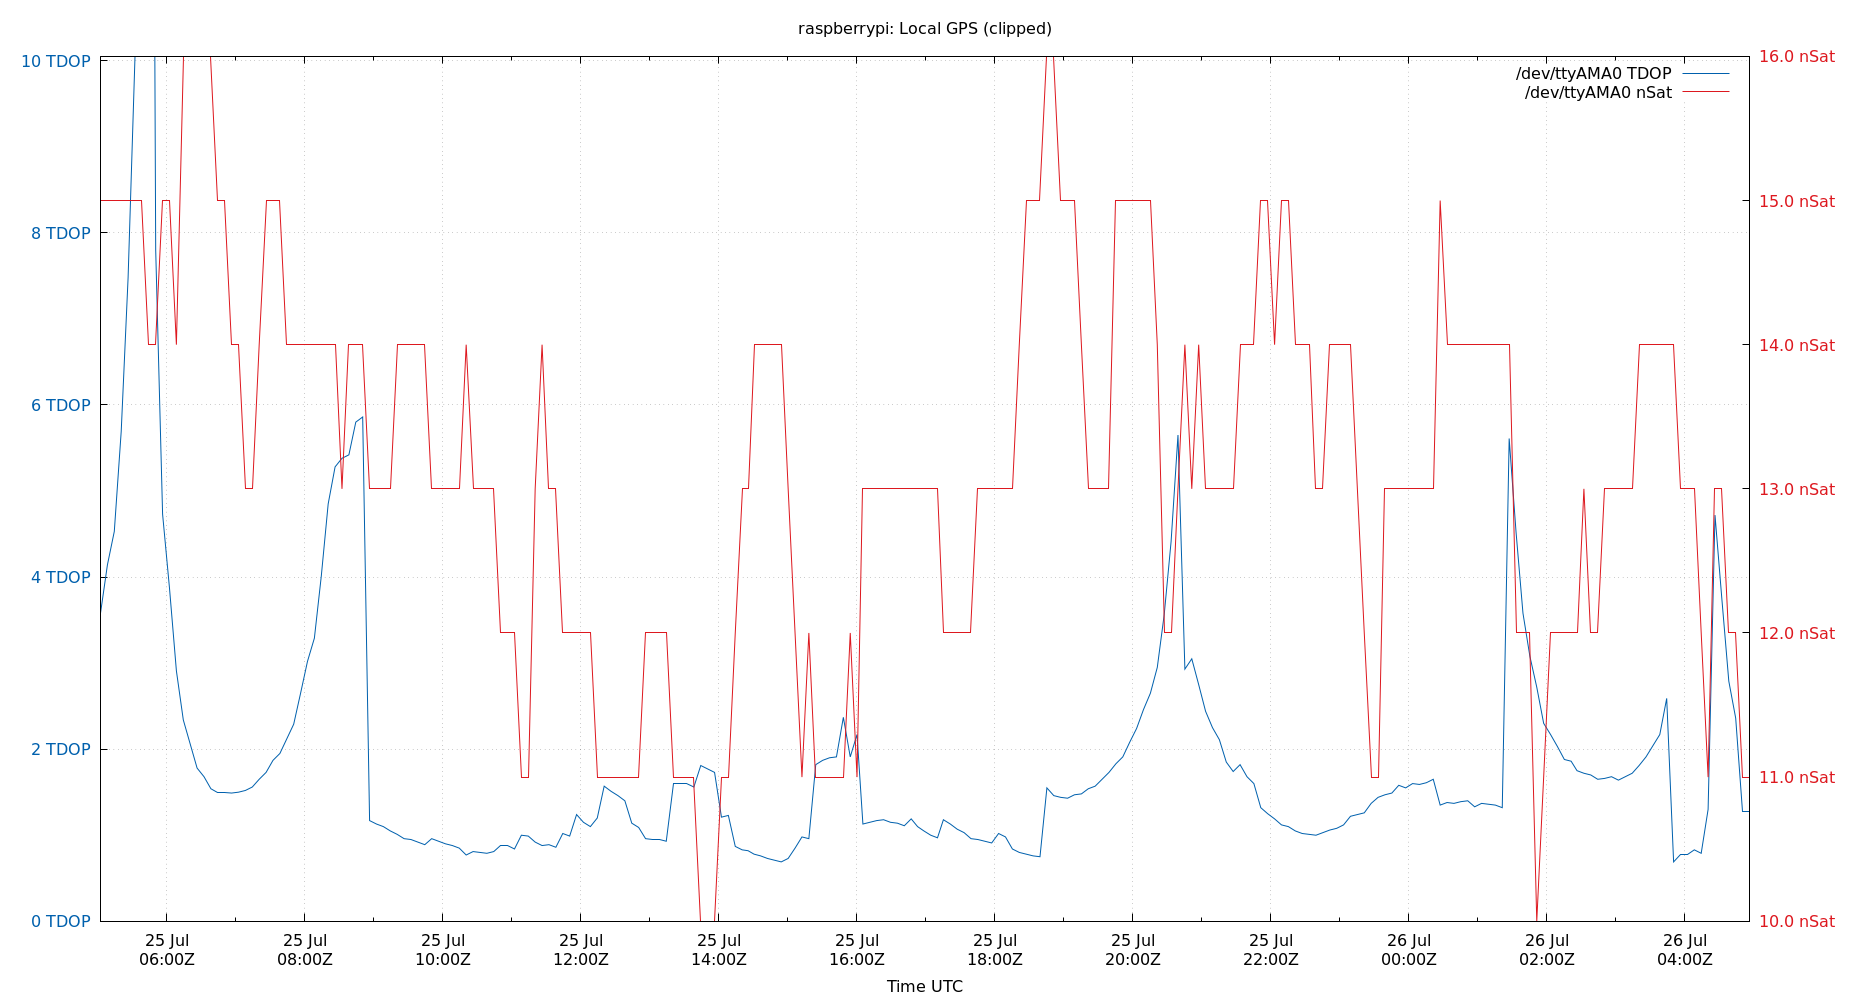 raspberrypi: Local GPS (clipped)
/dev/ttyAMA0 TDOP
/dev/ttyAMA0 nSat
10 TDOP
8 TDOP
6 TDOP
4 TDOP
2 TDOP
0 TDOP
16.0 nSat
15.0 nSat
14.0 nSat
13.0 nSat
12.0 nSat
11.0 nSat
10.0 nSat
25 Jul
06:00Z
25 Jul
08:00Z
25 Jul
10:00Z
25 Jul
12:00Z
25 Jul
14:00Z
25 Jul
16:00Z
25 Jul
18:00Z
25 Jul
20:00Z
25 Jul
22:00Z
26 Jul
00:00Z
26 Jul
02:00Z
26 Jul
04:00Z
Time UTC